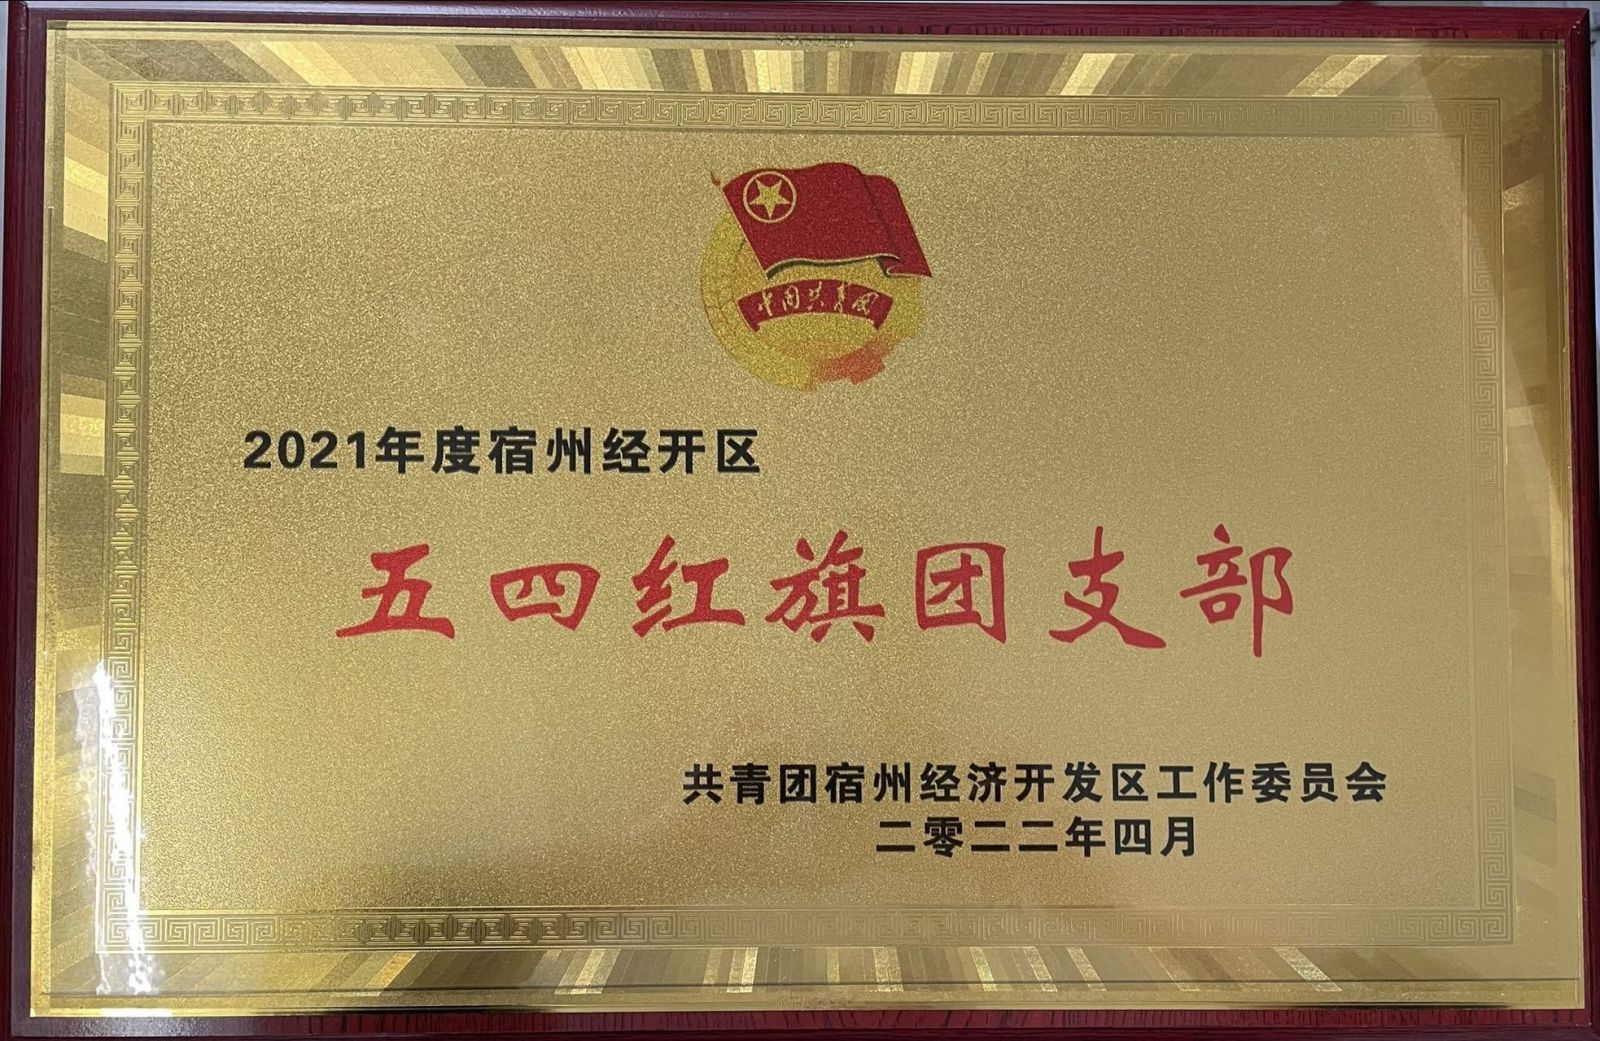 中国共青团
2021年度宿州经开区
五四红旗团支部
共青团宿州经济开发区工作委员会
二零二二年四月